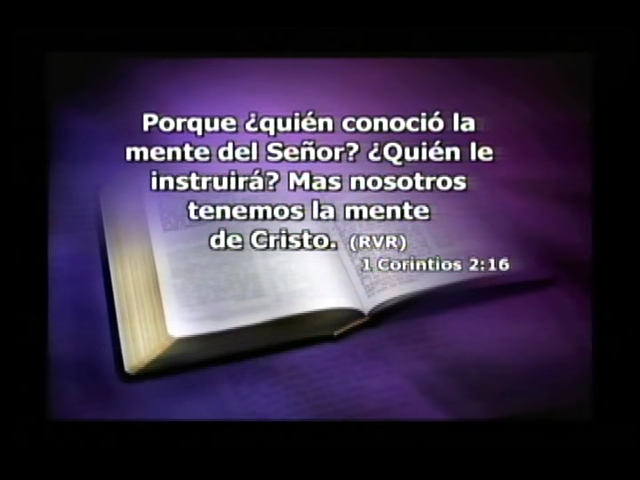 Porque ¿quién conoció la
mente del Señor? ¿Quién le
instruirá? Mas nosotros
tenemos la mente
de Cristo. (RVR)
1 Corintios 2:16